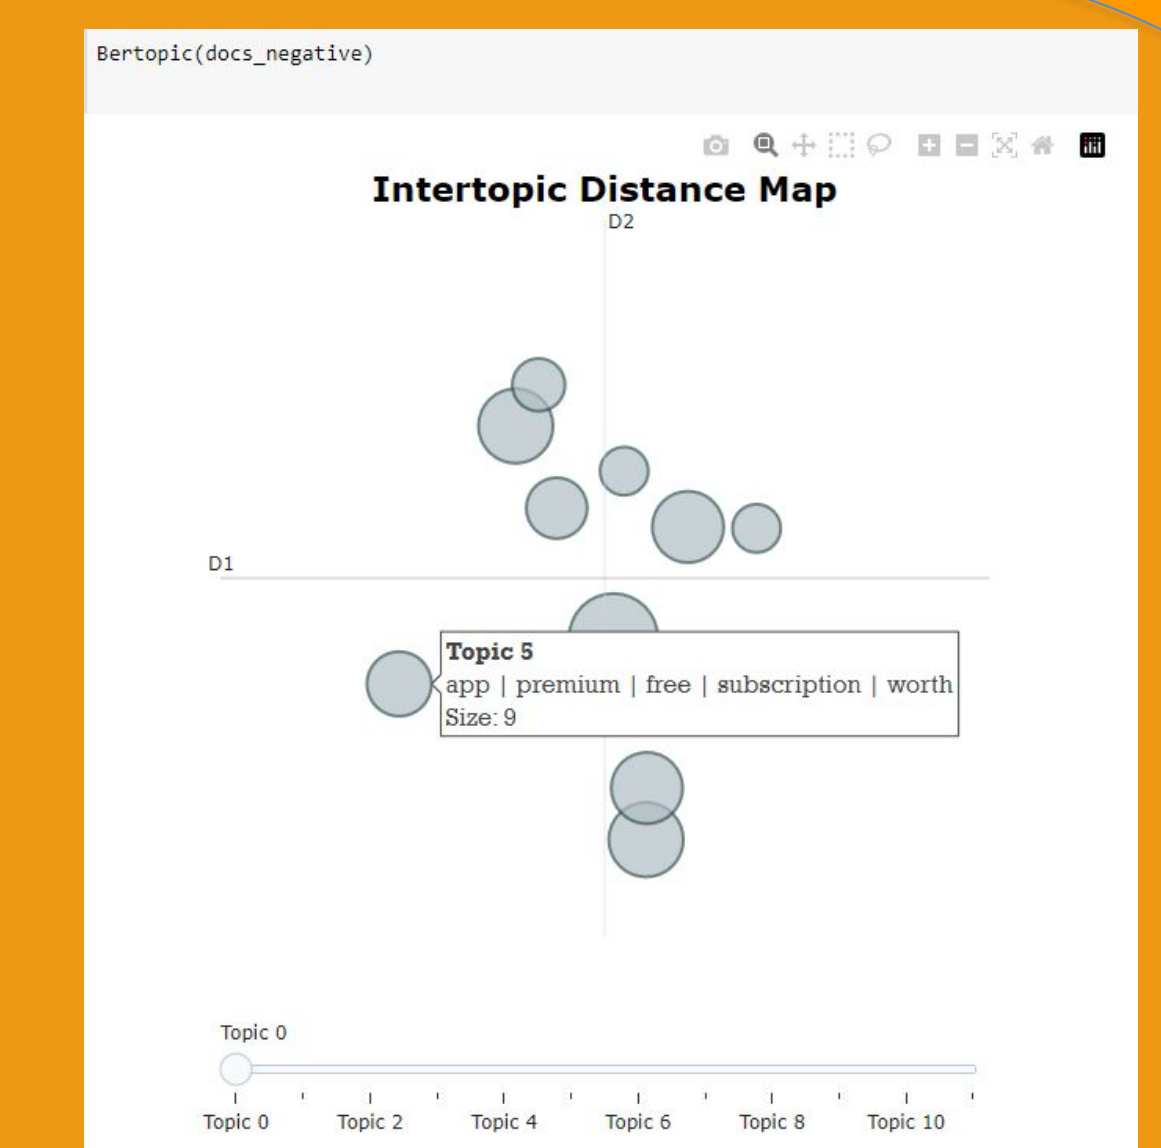 Bertopic(docs_negative)
Intertopic Distance Map
D2
D1
Topic 5
app | premium | free | subscription | worth
Size: 9
Topic 0
Topic 0 Topic 2 Topic 4 Topic 6 Topic 8 Topic 10